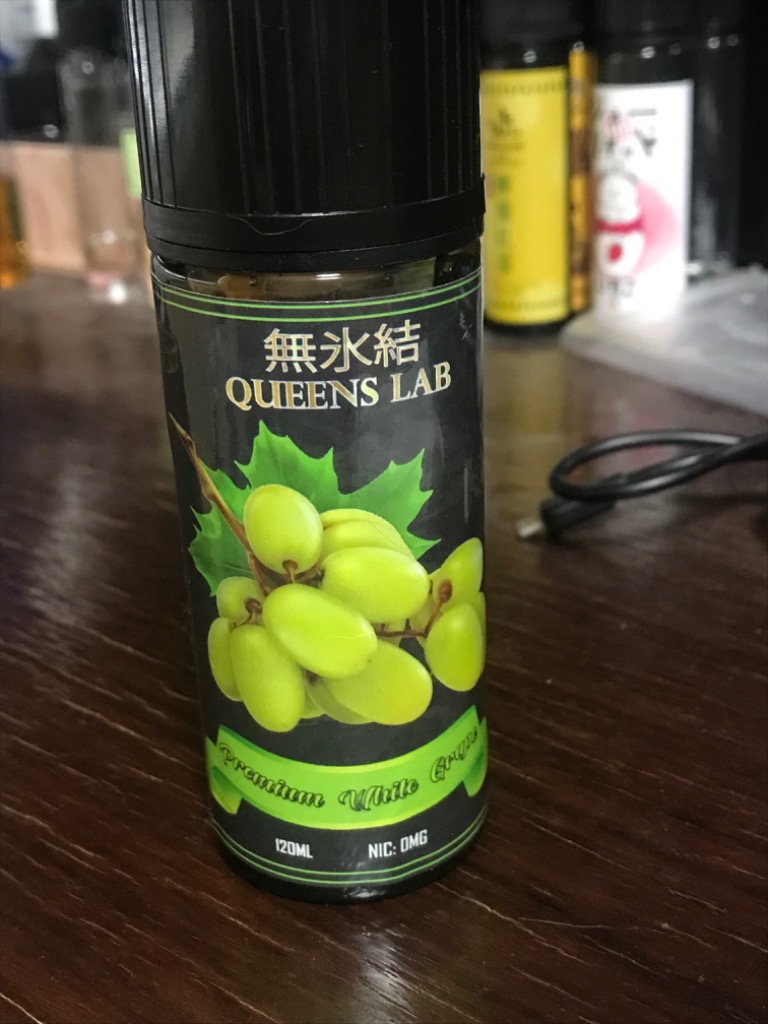 無氷結
QUEENS LAB
Premium White Grape
120ML
NIC: 0MG